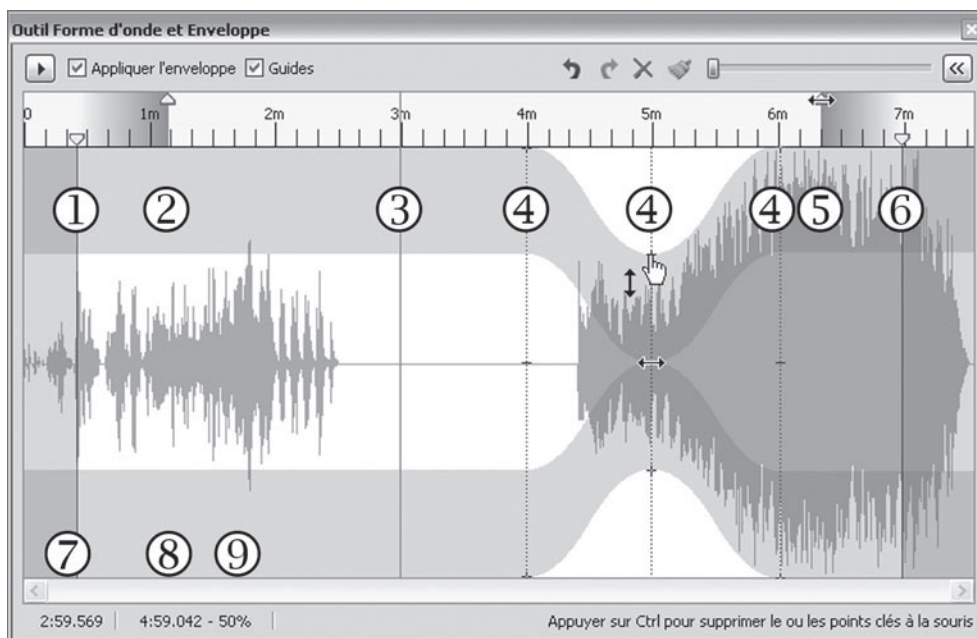 Outil Forme d'onde et Enveloppe
Appliquer l'enveloppe Guides
0 1m 2m 3m 4m 5m 6m 7m
① ② ③ ④ ④ ④ ⑤ ⑥
⑦ ⑧ ⑨
2:59.569 4:59.042 - 50% Appuyer sur Ctrl pour supprimer le ou les points clés à la souris